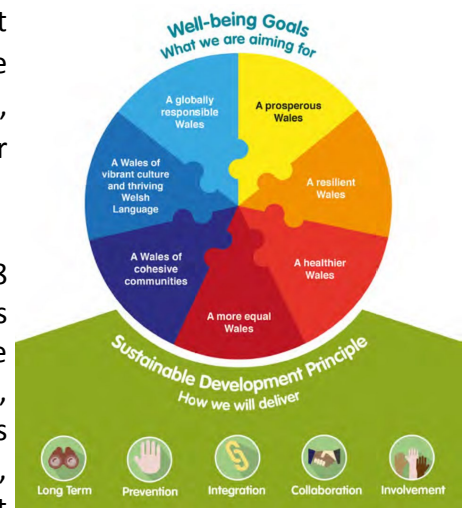 t
e
,
r
8
s
e
,
s
,
t
Well-being Goals
What we are aiming for
A globally
responsible
Wales
A prosperous
Wales
A Wales of
vibrant culture
and thriving
Welsh
Language
A resilient
Wales
A Wales of
cohesive
communities
A healthier
Wales
A more equal
Wales
Sustainable Development Principle
How we will deliver
Long Term
Prevention
Integration
Collaboration
Involvement